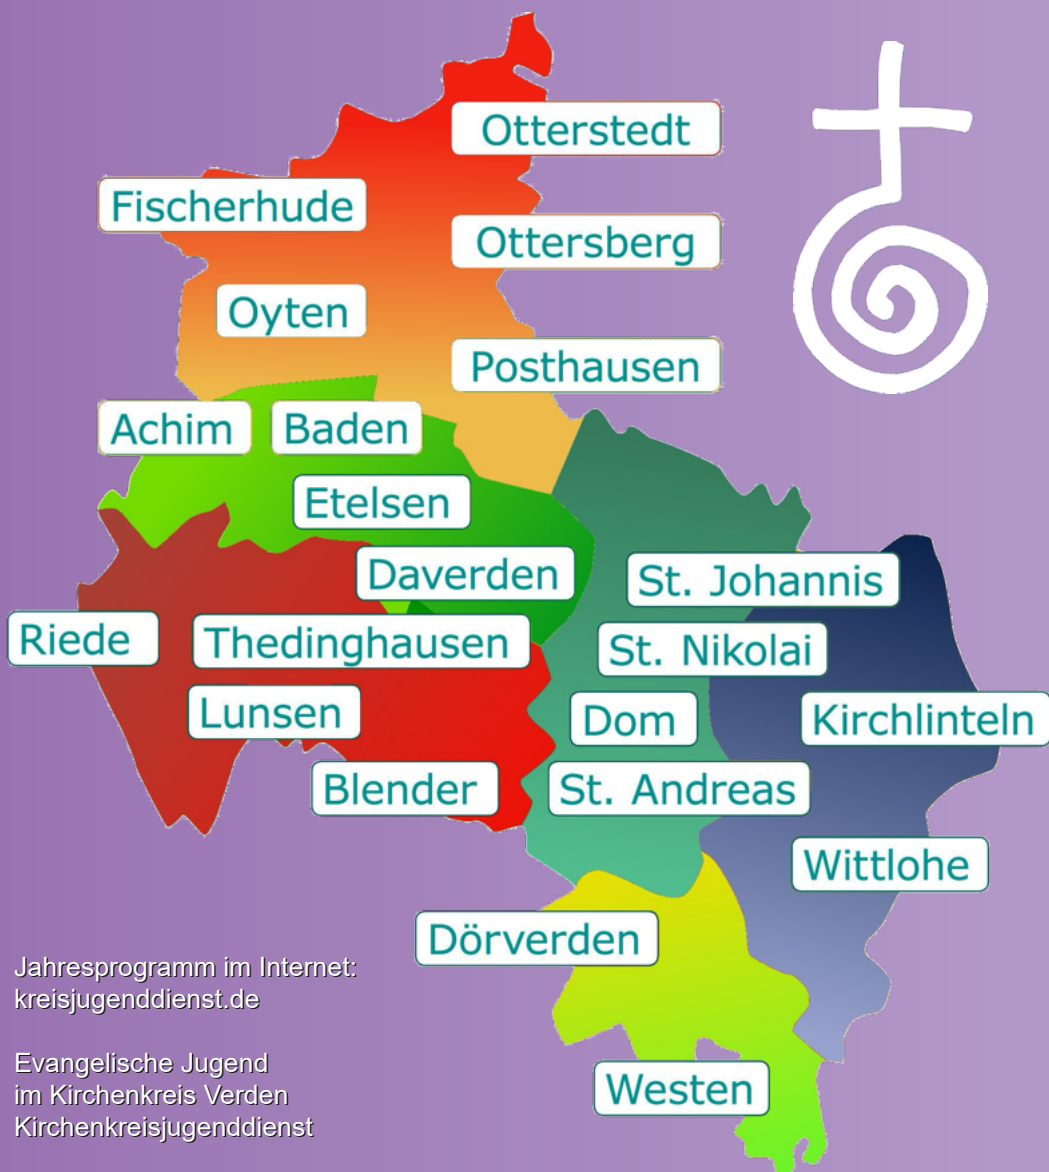 Otterstedt
Fischerhude
Ottersberg
Oyten
Posthausen
Achim
Baden
Etelsen
Daverden
St. Johannis
Riede
Thedinghausen
St. Nikolai
Lunsen
Dom
Kirchlinteln
Blender
St. Andreas
Wittlohe
Dörverden
Westen
Jahresprogramm im Internet:
kreisjugenddienst.de
Evangelische Jugend
im Kirchenkreis Verden
Kirchenkreisjugenddienst